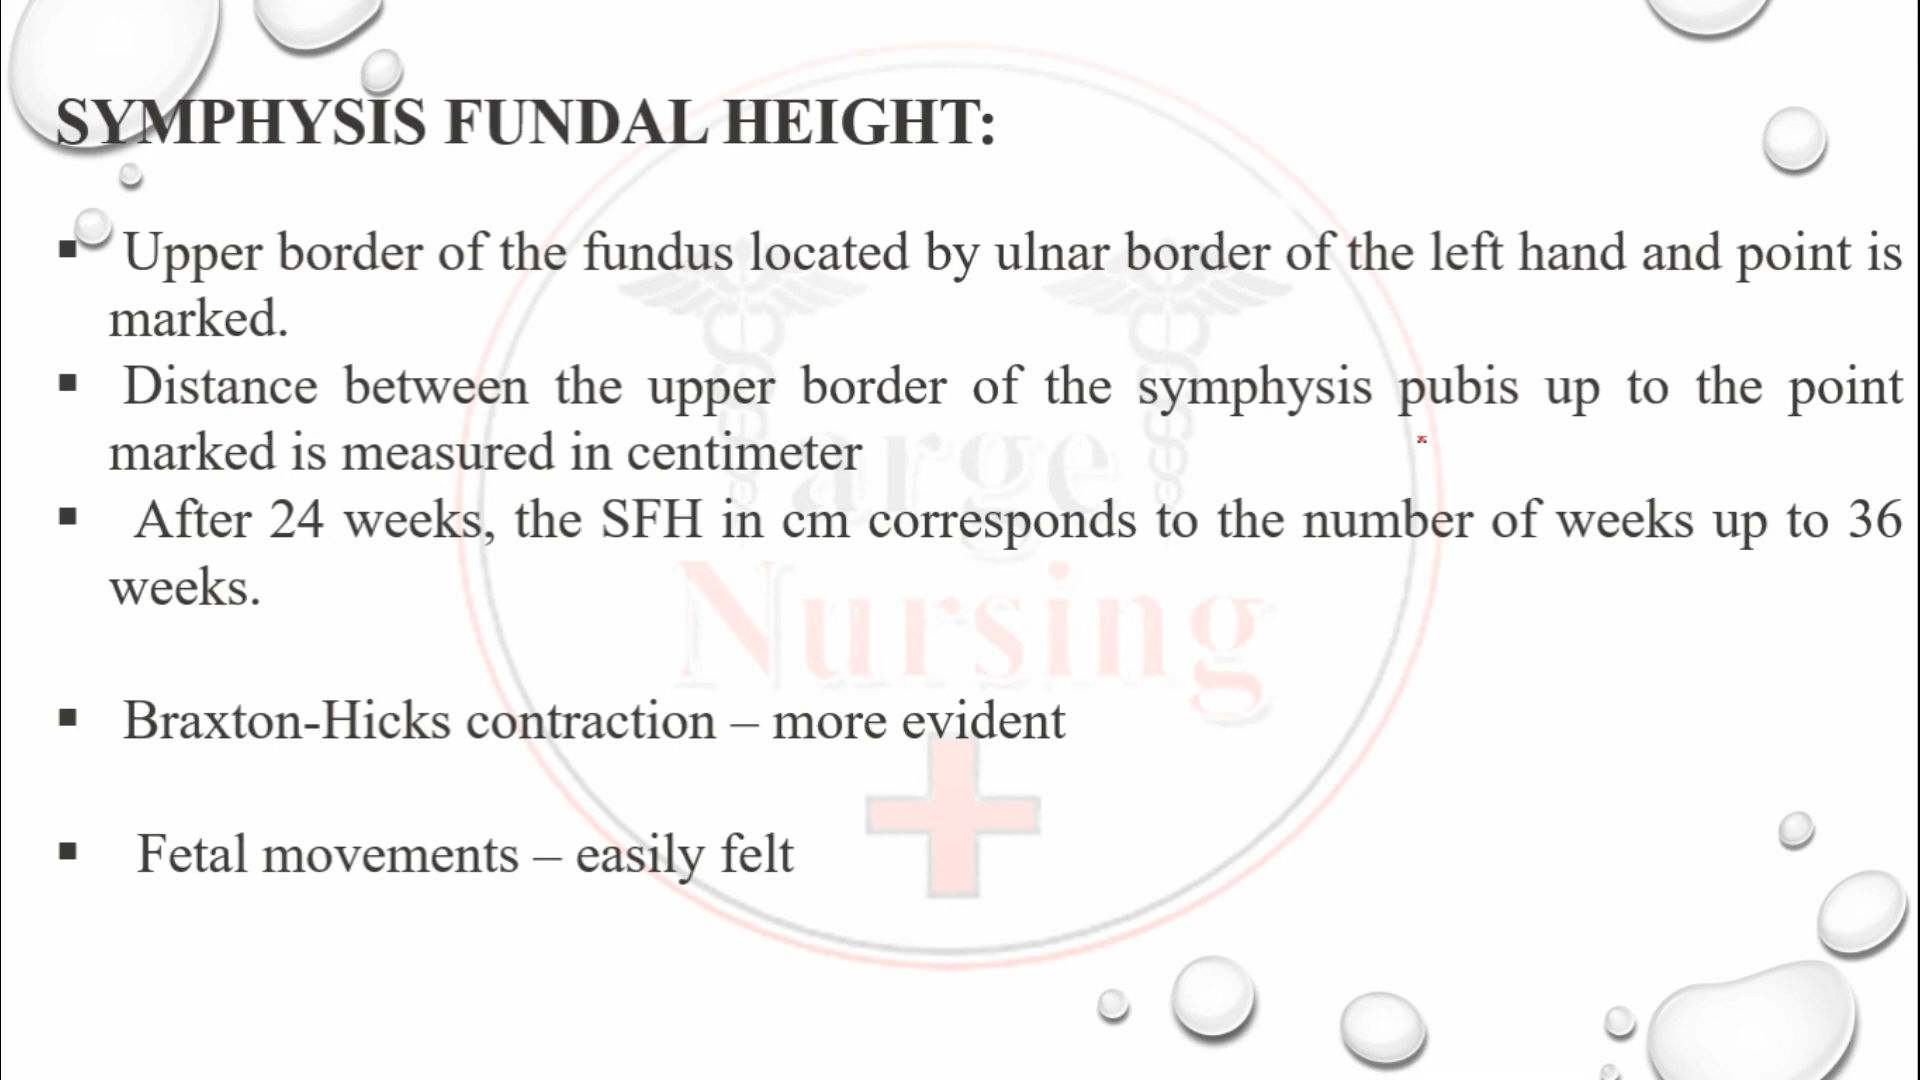 SYMPHYSIS FUNDAL HEIGHT:
▪ Upper border of the fundus located by ulnar border of the left hand and point is
marked.
▪ Distance between the upper border of the symphysis pubis up to the point
marked is measured in centimeter
▪ After 24 weeks, the SFH in cm corresponds to the number of weeks up to 36
weeks.
▪ Braxton-Hicks contraction – more evident
▪ Fetal movements – easily felt
arge
Nursing